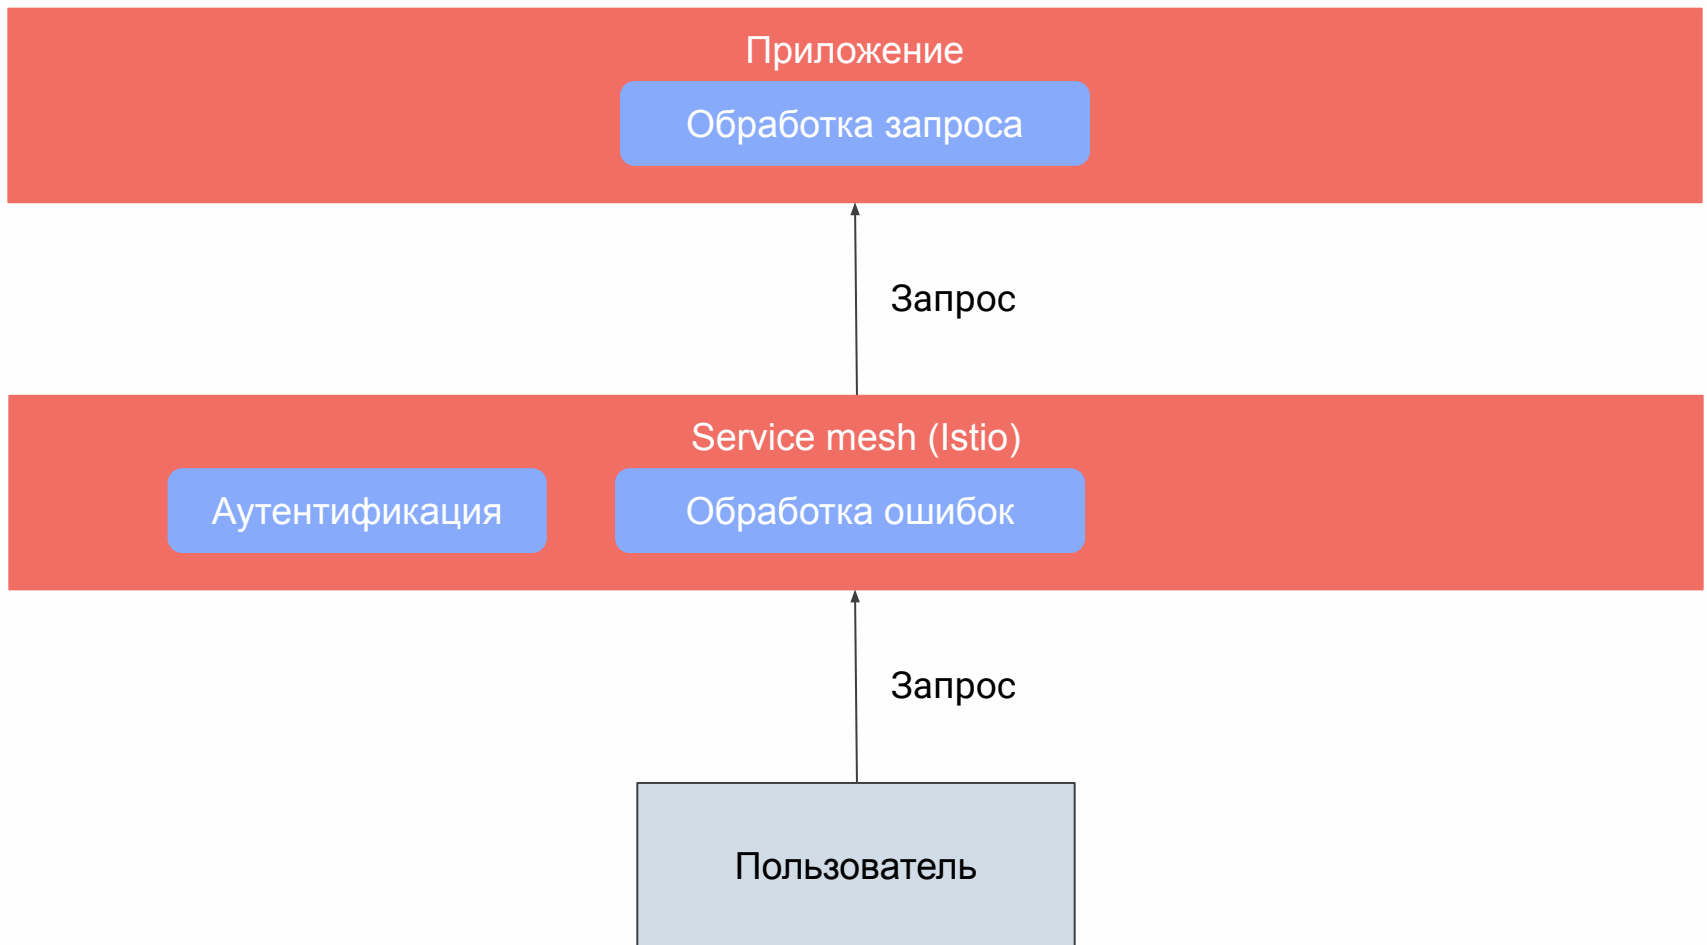 Приложение
Обработка запроса
Запрос
Service mesh (Istio)
Аутентификация
Обработка ошибок
Запрос
Пользователь